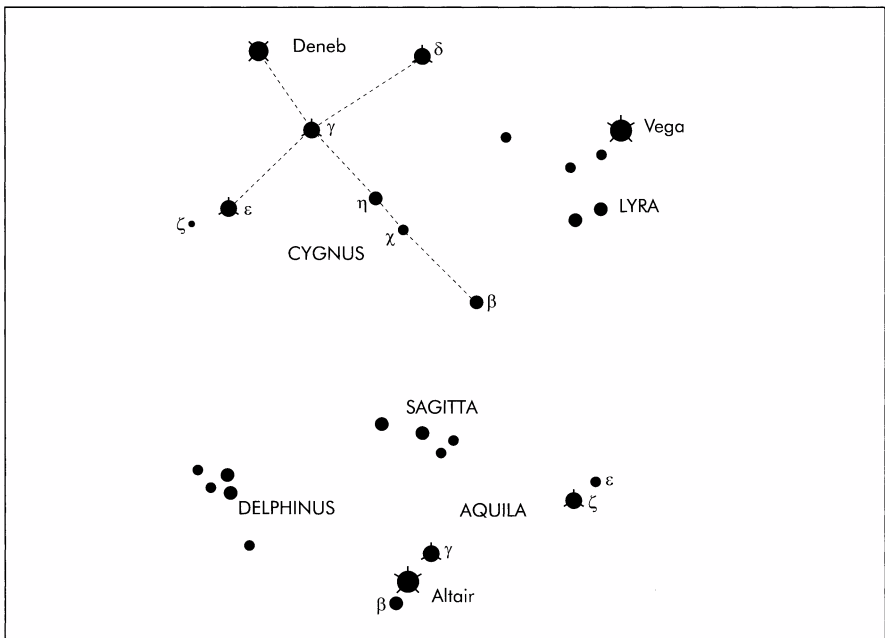 Deneb
δ
γ
Vega
ε
ζ
η
LYRA
χ
CYGNUS
β
SAGITTA
DELPHINUS
AQUILA
ε
ζ
γ
Altair
β